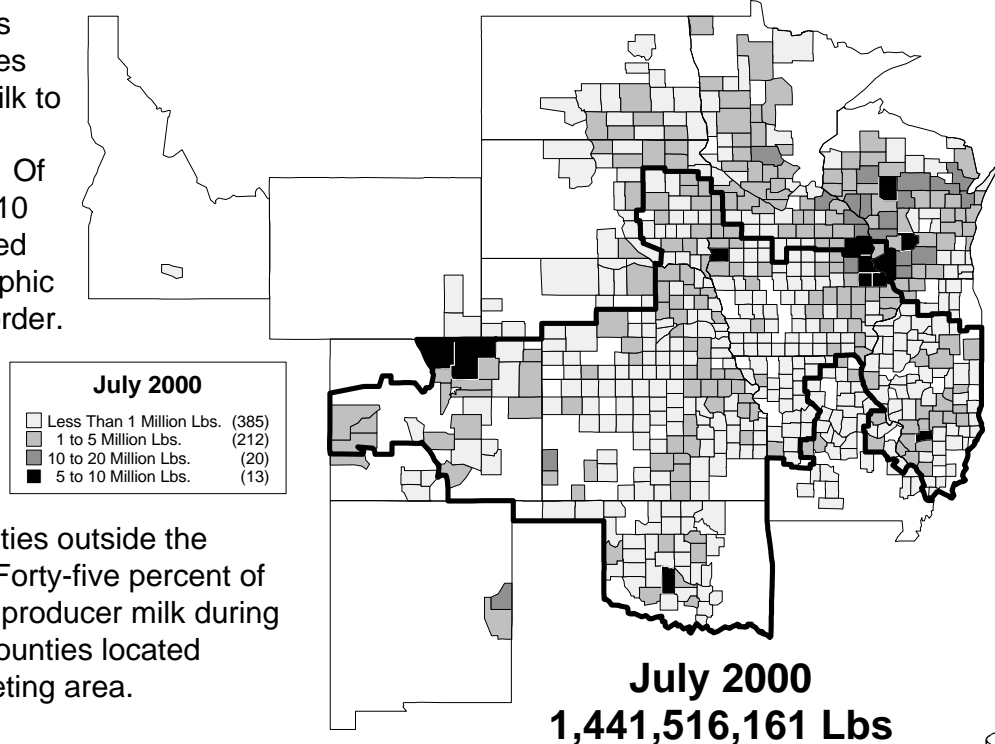 s
es
ilk to
Of
10
ed
phic
order.
July 2000
Less Than 1 Million Lbs. (385)
1 to 5 Million Lbs. (212)
10 to 20 Million Lbs. (20)
5 to 10 Million Lbs. (13)
ties outside the
Forty-five percent of
producer milk during
ounties located
eting area.
July 2000
1,441,516,161 Lbs